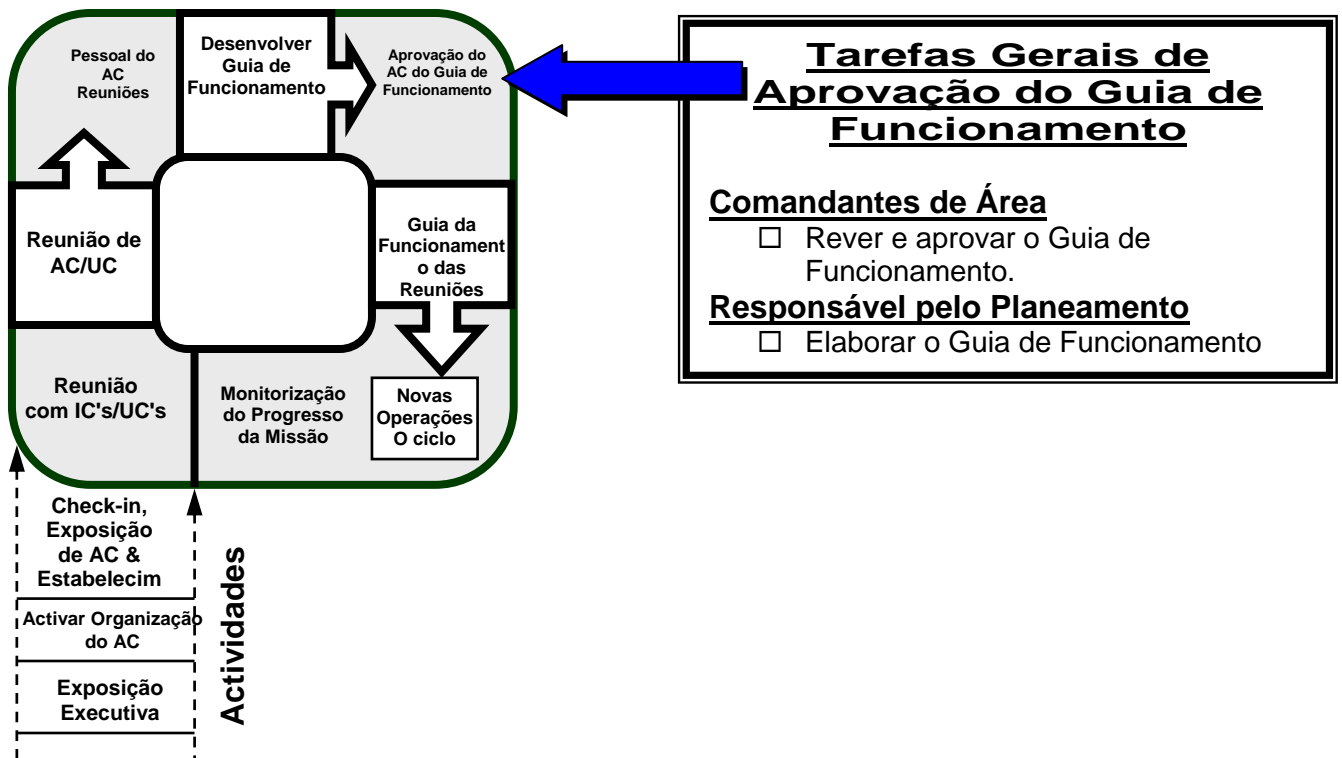 Pessoal do
AC
Reuniões
Desenvolver
Guia de
Funcionamento
Aprovação do
AC do Guia de
Funcionamento
Reunião de
AC/UC
Guia da
Funcionament
o das
Reuniões
Reunião
com IC's/UC's
Monitorização
do Progresso
da Missão
Novas
Operações
O ciclo
Check-in,
Exposição
de AC &
Estabelecim
Activar Organização
do AC
Exposição
Executiva
Actividades
Tarefas Gerais de
Aprovação do Guia de
Funcionamento
Comandantes de Área
☐ Rever e aprovar o Guia de
Funcionamento.
Responsável pelo Planeamento
☐ Elaborar o Guia de Funcionamento